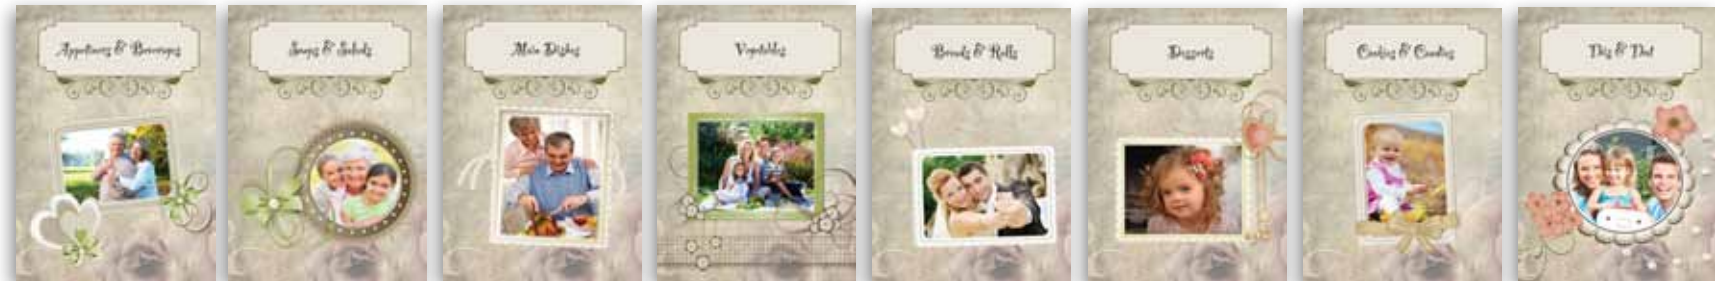 Appetizers & Beverages
Soups & Salads
Main Dishes
Vegetables
Breads & Rolls
Desserts
Cookies & Candies
This & That